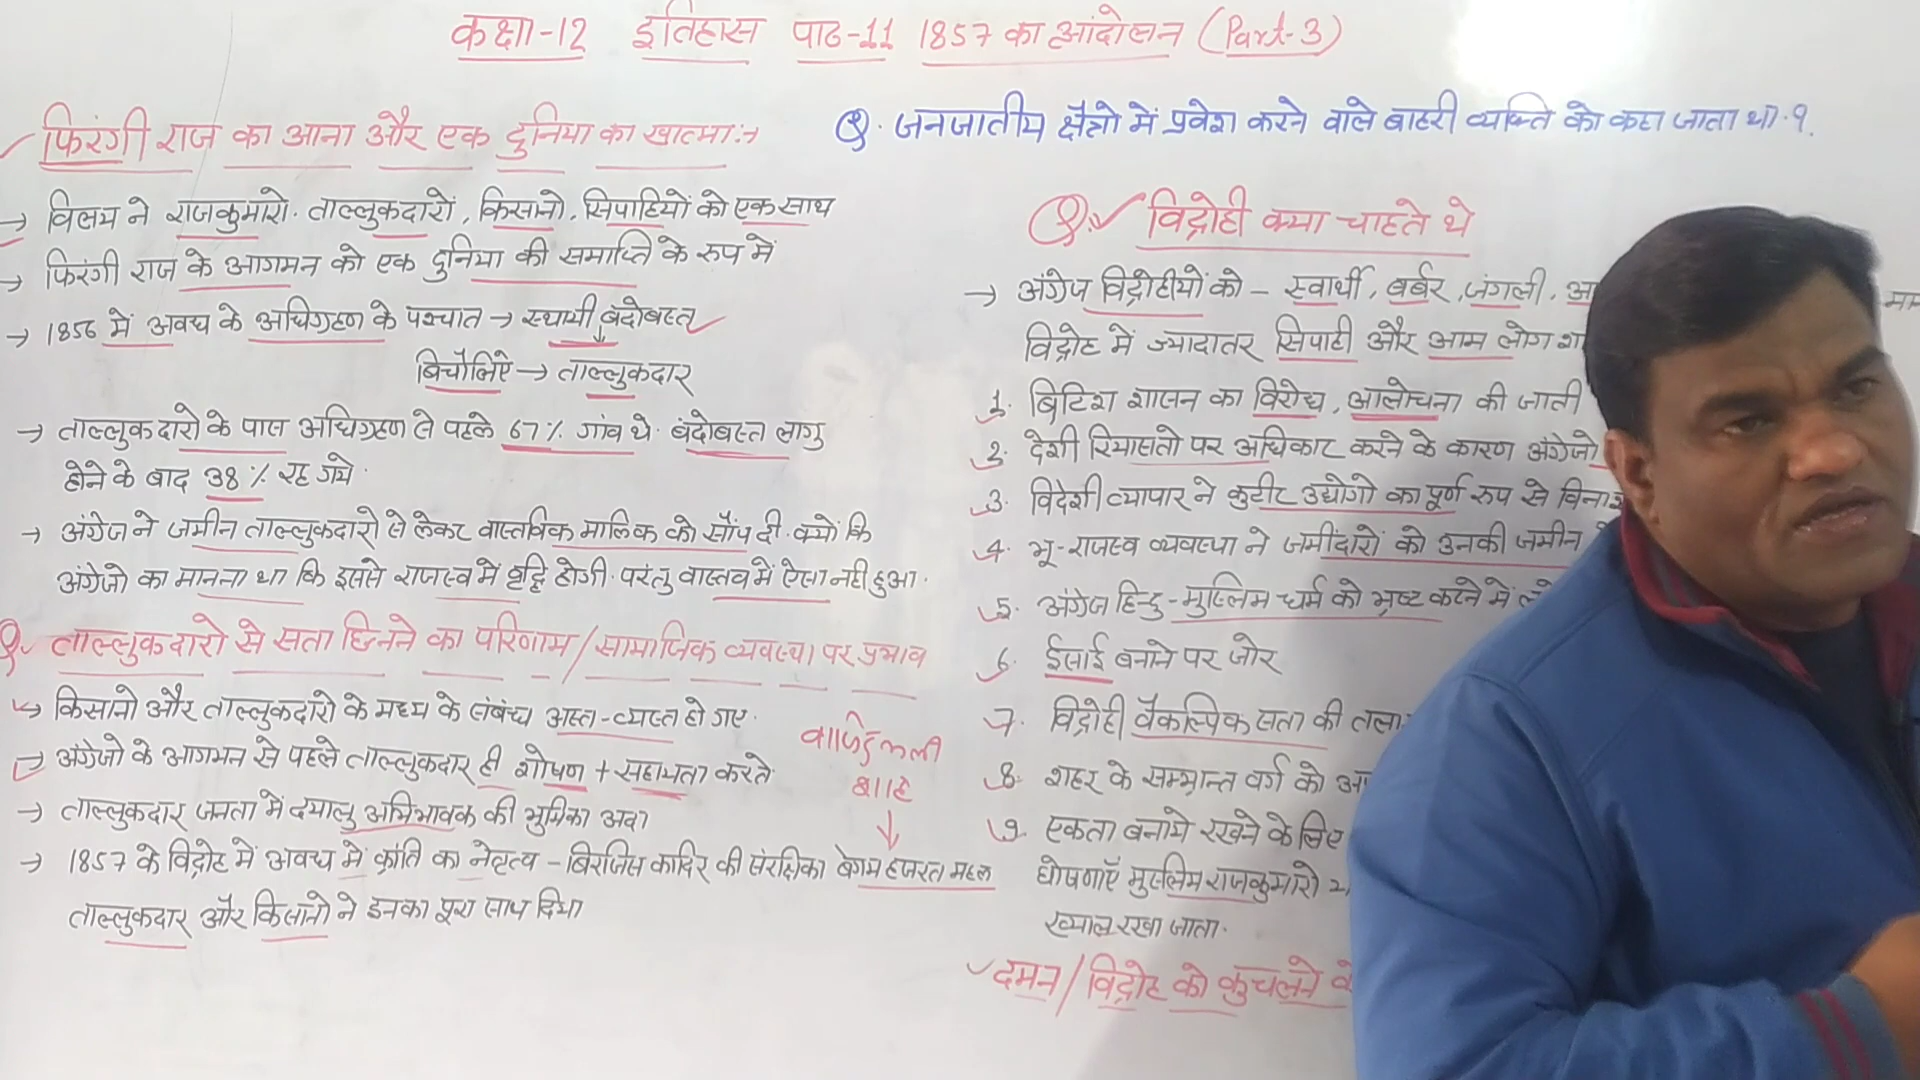 कक्षा-12 इतिहास पाठ-11 1857 का आंदोलन (Part-3)
फिरंगी राज का आना और एक दुनिया का खात्मा:→
→ विलय ने राजकुमारो. ताल्लुकदारों, किसानो, सिपाहियों को एक साथ
→ फिरंगी राज के आगमन को एक दुनिया की समाप्ति के रूप में
→ 1856 में अवध के अधिग्रहण के पश्चात → स्थायी बंदोबस्त
बिचौलिऐ → ताल्लुकदार
→ ताल्लुकदारो के पास अधिग्रहण से पहले 67% गांव थे. बंदोबस्त लागु
होने के बाद 38% रह गये.
→ अंग्रेज ने जमीन ताल्लुकदारो से लेकर वास्तविक मालिक को सौंप दी. क्यों कि
अंग्रेजो का मानना था कि इससे राजस्व में वृद्धि होगी. परंतु वास्तव में ऐसा नही हुआ.
Q. ताल्लुकदारो से सता छिनने का परिणाम/सामाजिक व्यवस्था पर प्रभाव
→ किसानो और ताल्लुकदारो के मध्य के संबंध अस्त-व्यस्त हो गए.
→ अंग्रेजो के आगमन से पहले ताल्लुकदार ही शोषण + सहायता करते
→ ताल्लुकदार जनता में दयालु अभिभावक की भुमिका अदा
→ 1857 के विद्रोह में अवध में क्रांति का नेतृत्व - बिरजिस कादिर की संरक्षिका बेगम हजरत महल
ताल्लुकदार और किसानो ने इनका पूरा साथ दिया
वाजिदुलली
शाह
↓
Q. जनजातीय क्षेत्रो में प्रवेश करने वाले बाहरी व्यक्ति को कहा जाता था.?
Q. विद्रोही क्या चाहते थे
→ अंग्रेज विद्रोहीयों को - स्वार्थी, बर्बर, जंगली,
विद्रोह में ज्यादातर सिपाही और आम लोग
1. ब्रिटिश शासन का विरोध, आलोचना की जाती
2. देशी रियासतो पर अधिकार करने के कारण अंग्रेजो
3. विदेशी व्यापार ने कुटीर उद्योगो का पूर्ण रूप से
4. भू-राजस्व व्यवस्था ने जमींदारों को उनकी जमीन
5. अंग्रेज हिन्दु-मुस्लिम धर्म को भ्रष्ट करने में
6. ईसाई बनाने पर जोर
7. विद्रोही वैकल्पिक सता की
8. शहर के सम्भ्रान्त वर्ग को
9. एकता बनाये रखने के लिए
घोषणाएँ मुस्लिम राजकुमारो
ख्याल रखा जाता.
दमन/विद्रोह को कुचलने